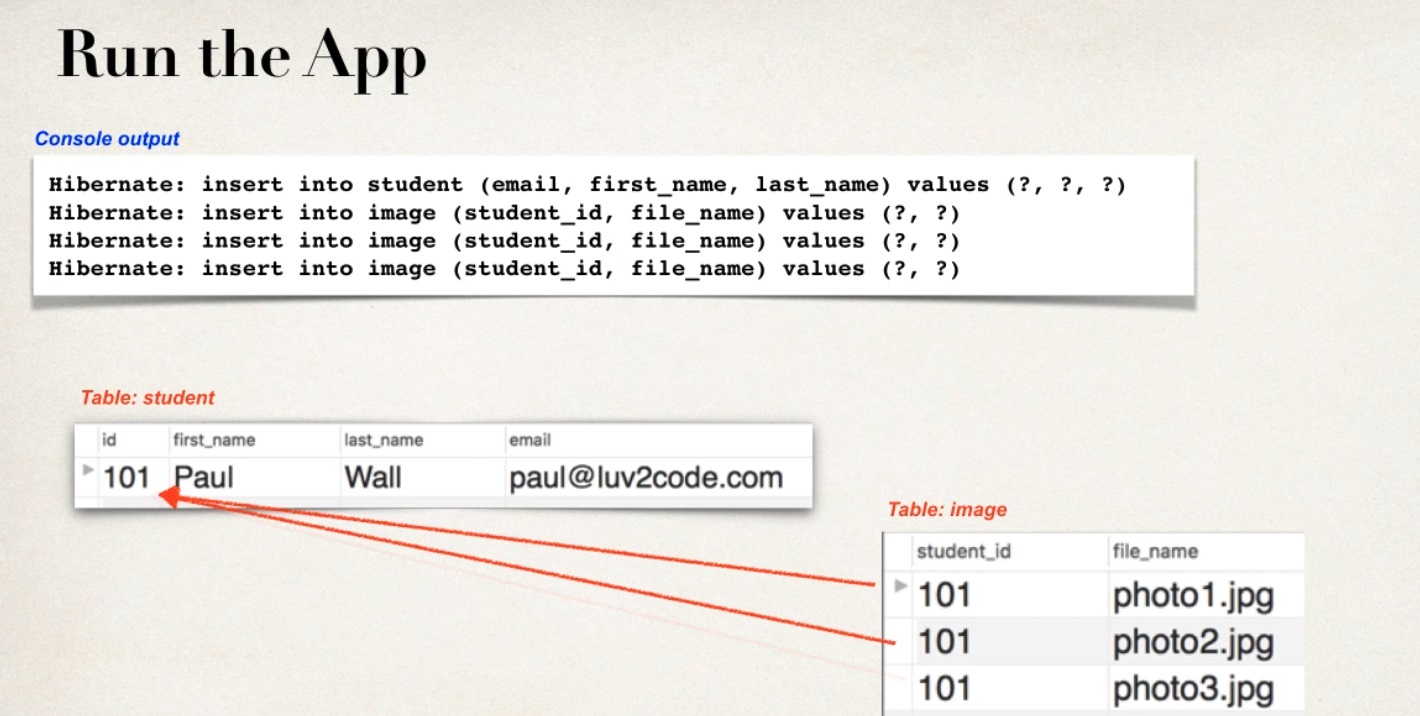 Run the App
Console output
Hibernate: insert into student (email, first_name, last_name) values (?, ?, ?)
Hibernate: insert into image (student_id, file_name) values (?, ?)
Hibernate: insert into image (student_id, file_name) values (?, ?)
Hibernate: insert into image (student_id, file_name) values (?, ?)
Table: student
id first_name last_name email
101 Paul Wall paul@luv2code.com
Table: image
student_id file_name
101 photo1.jpg
101 photo2.jpg
101 photo3.jpg